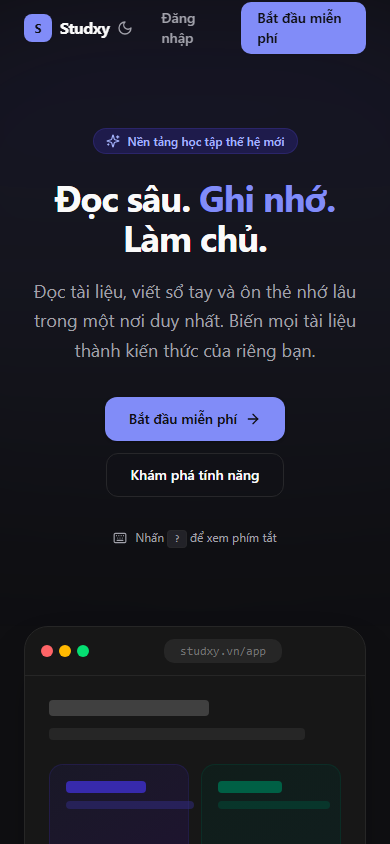 S Studxy
Đăng
nhập
Bắt đầu miễn
phí
Nền tảng học tập thế hệ mới
Đọc sâu. Ghi nhớ.
Làm chủ.
Đọc tài liệu, viết sổ tay và ôn thẻ nhớ lâu
trong một nơi duy nhất. Biến mọi tài liệu
thành kiến thức của riêng bạn.
Bắt đầu miễn phí →
Khám phá tính năng
Nhấn ? để xem phím tắt
studxy.vn/app